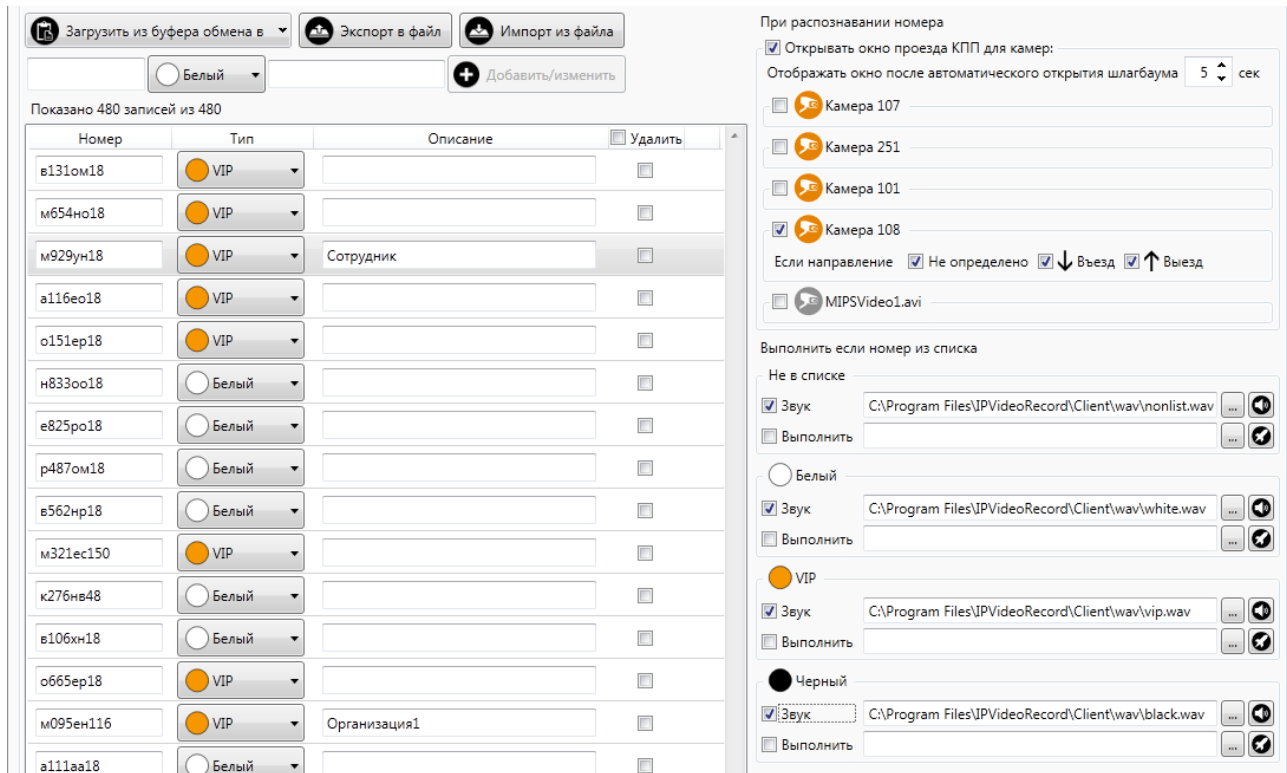 Загрузить из буфера обмена в
Экспорт в файл
Импорт из файла
Белый
Добавить/изменить
Показано 480 записей из 480
Номер Тип Описание Удалить
в131ом18 VIP
м654но18 VIP
м929ун18 VIP Сотрудник
а116ео18 VIP
о151ер18 VIP
н833оо18 Белый
е825ро18 Белый
р487ом18 Белый
в562нр18 Белый
м321ес150 VIP
к276нв48 Белый
в106хн18 Белый
о665ер18 VIP
м095на116 VIP Организация1
а111аа18 Белый
При распознавании номера
Открывать окно проезда КПП для камер:
Отображать окно после автоматического открытия шлагбаума 5 сек
Камера 107
Камера 251
Камера 101
Камера 108
Если направление Не определено Въезд Выезд
MIPSVideo1.avi
Выполнить если номер из списка
Не в списке
Звук C:\Program Files\IPVideoRecord\Client\wav\nonlist.wav ...
Выполнить ...
Белый
Звук C:\Program Files\IPVideoRecord\Client\wav\white.wav ...
Выполнить ...
VIP
Звук C:\Program Files\IPVideoRecord\Client\wav\vip.wav ...
Выполнить ...
Черный
Звук C:\Program Files\IPVideoRecord\Client\wav\black.wav ...
Выполнить ...